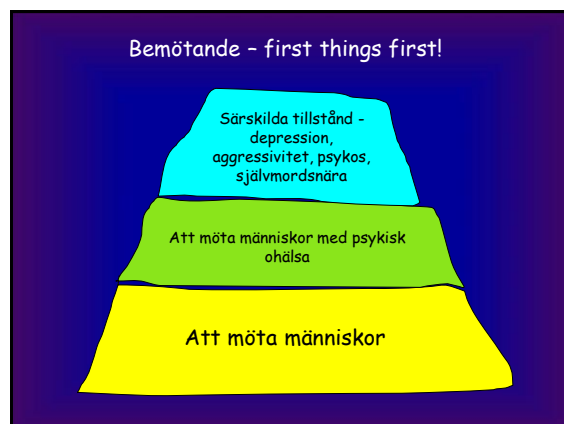 Bemötande – first things first!
Särskilda tillstånd -
depression,
aggressivitet, psykos,
självmordsnära
Att möta människor med psykisk
ohälsa
Att möta människor